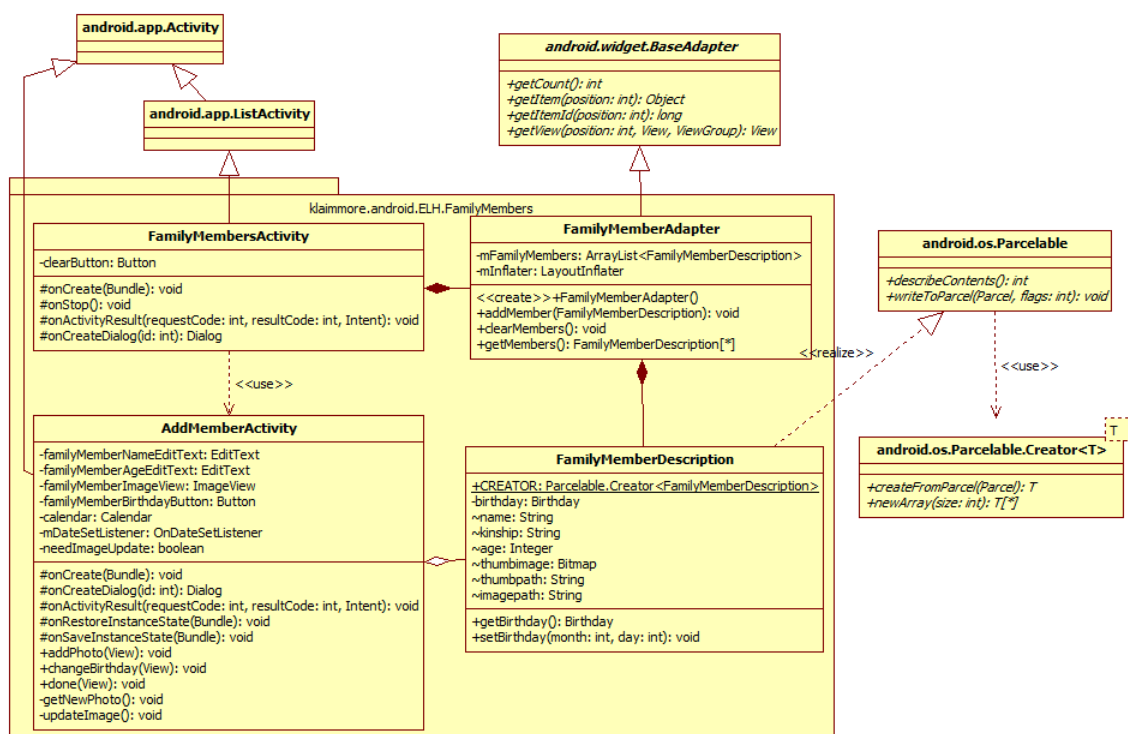 android.app.Activity
android.app.ListActivity
android.widget.BaseAdapter
+getCount(): int
+getItem(position: int): Object
+getItemId(position: int): long
+getView(position: int, View, ViewGroup): View
klaimmore.android.ELH.FamilyMembers
FamilyMembersActivity
-clearButton: Button
#onCreate(Bundle): void
#onStop(): void
#onActivityResult(requestCode: int, resultCode: int, Intent): void
#onCreateDialog(id: int): Dialog
FamilyMemberAdapter
-mFamilyMembers: ArrayList<FamilyMemberDescription>
-mInflater: LayoutInflater
<<create>>+FamilyMemberAdapter()
+addMember(FamilyMemberDescription): void
+clearMembers(): void
+getMembers(): FamilyMemberDescription[*]
android.os.Parcelable
+describeContents(): int
+writeToParcel(Parcel, flags: int): void
<<realize>>
<<use>>
<<use>>
AddMemberActivity
-familyMemberNameEditText: EditText
-familyMemberAgeEditText: EditText
-familyMemberImageView: ImageView
-familyMemberBirthdayButton: Button
-calendar: Calendar
-mDateSetListener: OnDateSetListener
-needImageUpdate: boolean
#onCreate(Bundle): void
#onCreateDialog(id: int): Dialog
#onActivityResult(requestCode: int, resultCode: int, Intent): void
#onRestoreInstanceState(Bundle): void
#onSaveInstanceState(Bundle): void
+addPhoto(View): void
+changeBirthday(View): void
+done(View): void
-getNewPhoto(): void
-updateImage(): void
FamilyMemberDescription
+CREATOR: Parcelable.Creator<FamilyMemberDescription>
-birthday: Birthday
~name: String
~kinship: String
~age: Integer
~thumbimage: Bitmap
~thumbpath: String
~imagepath: String
+getBirthday(): Birthday
+setBirthday(month: int, day: int): void
T
android.os.Parcelable.Creator<T>
+createFromParcel(Parcel): T
+newArray(size: int): T[*]